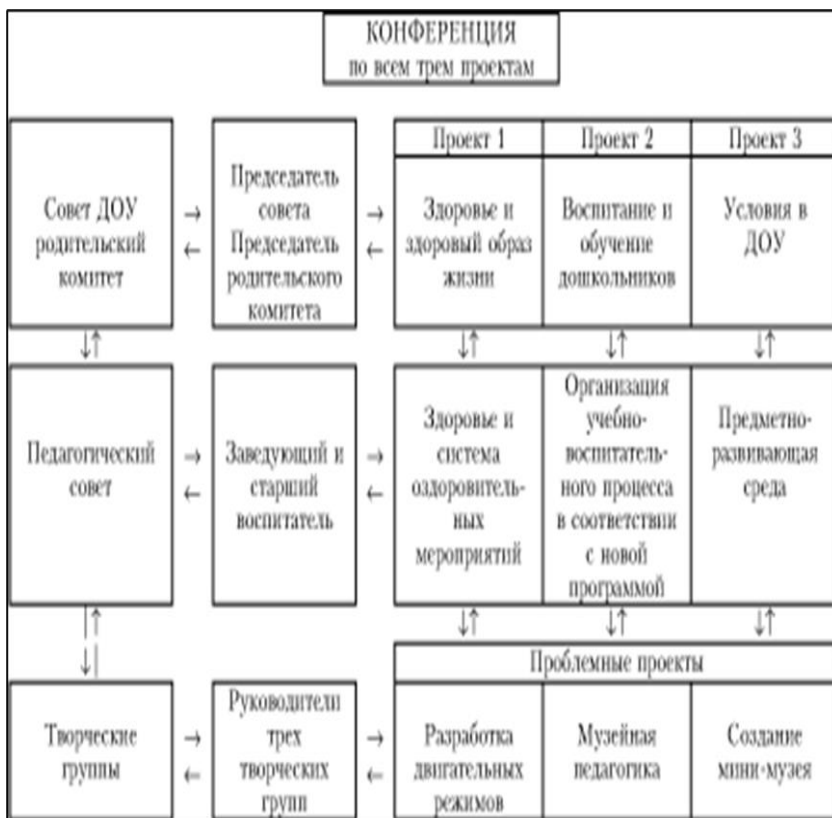 КОНФЕРЕНЦИЯ
по всем трем проектам
Проект 1
Проект 2
Проект 3
Совет ДОУ
родительский
комитет
→
←
Председатель
совета
Председатель
родительского
комитета
→
←
Здоровье и
здоровый образ
жизни
Воспитание и
обучение
дошкольников
Условия в
ДОУ
↓↑
↓↑
↓↑
↓↑
Педагогический
совет
→
←
Заведующий и
старший
воспитатель
→
←
Здоровье и
система
оздоровитель-
ных
мероприятий
Организация
учебно-
воспитатель-
ного процесса
в соответствии
с новой
программой
Предметно-
развивающая
среда
↓↑
↓↑
↓↑
↓↑
Проблемные проекты
Творческие
группы
→
←
Руководители
трех
творческих
групп
→
←
Разработка
двигательных
режимов
Музейная
педагогика
Создание
мини-музея